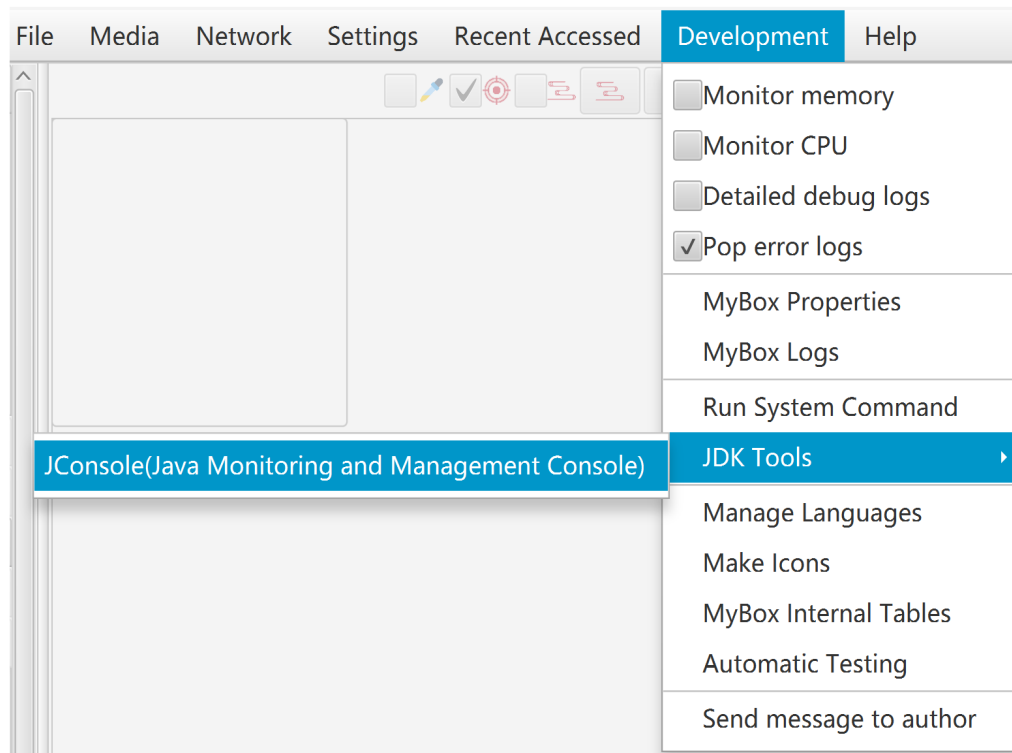 File Media Network Settings Recent Accessed Development Help
Monitor memory
Monitor CPU
Detailed debug logs
Pop error logs
MyBox Properties
MyBox Logs
Run System Command
JDK Tools
JConsole(Java Monitoring and Management Console)
Manage Languages
Make Icons
MyBox Internal Tables
Automatic Testing
Send message to author